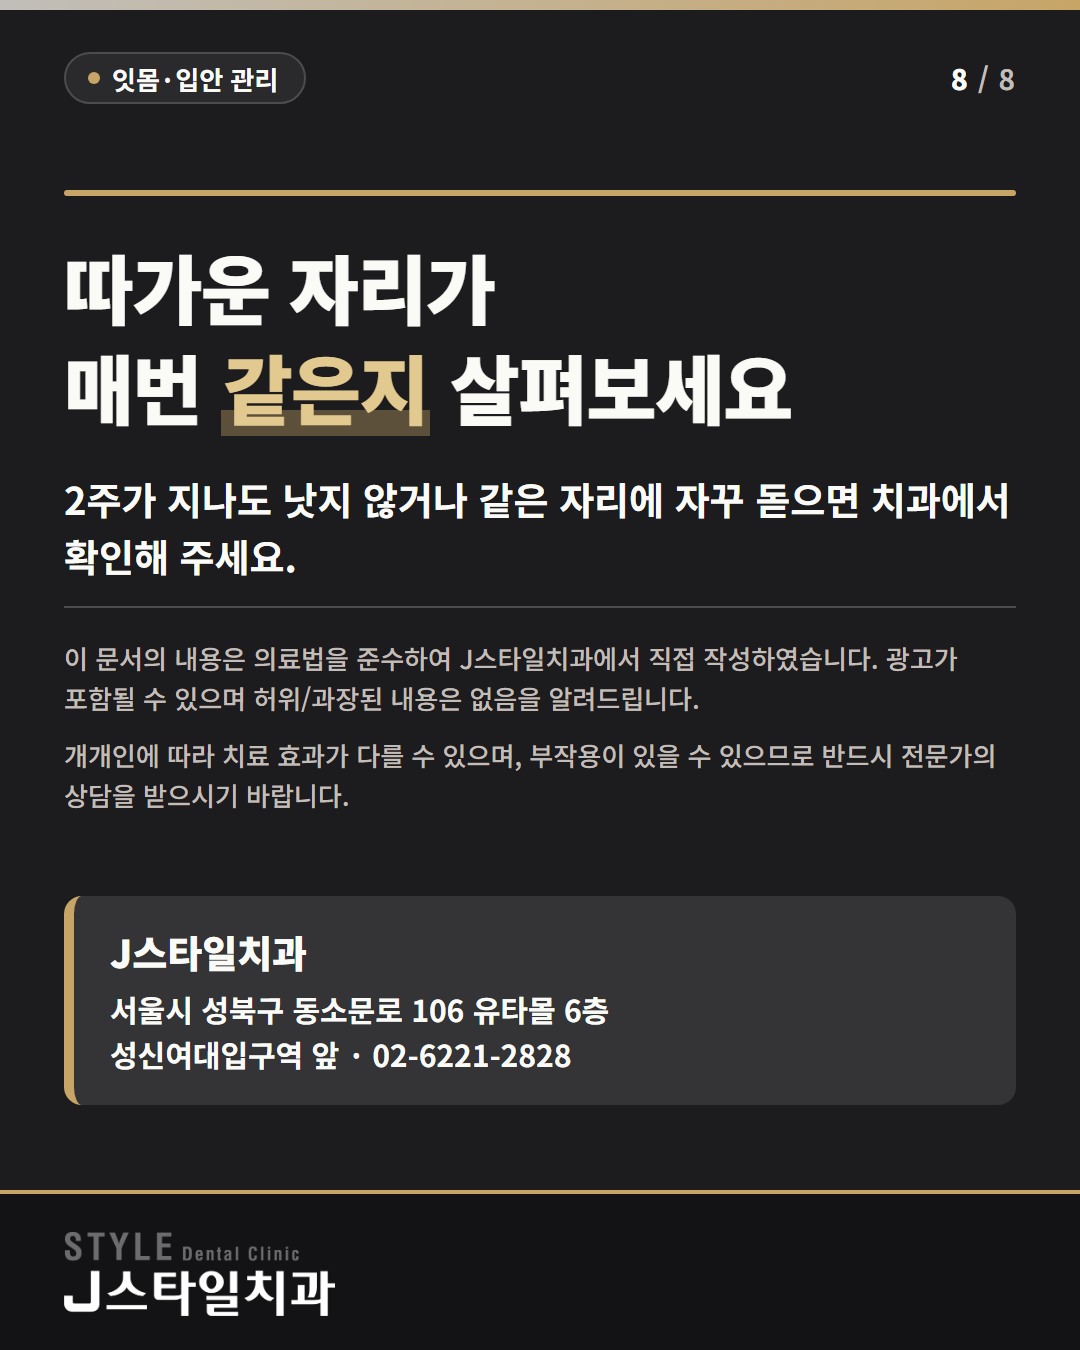 잇몸·입안 관리
8 / 8
따가운 자리가
매번 같은지 살펴보세요
2주가 지나도 낫지 않거나 같은 자리에 자꾸 돋으면 치과에서
확인해 주세요.
이 문서의 내용은 의료법을 준수하여 J스타일치과에서 직접 작성하였습니다. 광고가
포함될 수 있으며 허위/과장된 내용은 없음을 알려드립니다.
개개인에 따라 치료 효과가 다를 수 있으며, 부작용이 있을 수 있으므로 반드시 전문가의
상담을 받으시기 바랍니다.
J스타일치과
서울시 성북구 동소문로 106 유타몰 6층
성신여대입구역 앞 · 02-6221-2828
STYLE Dental Clinic
J스타일치과